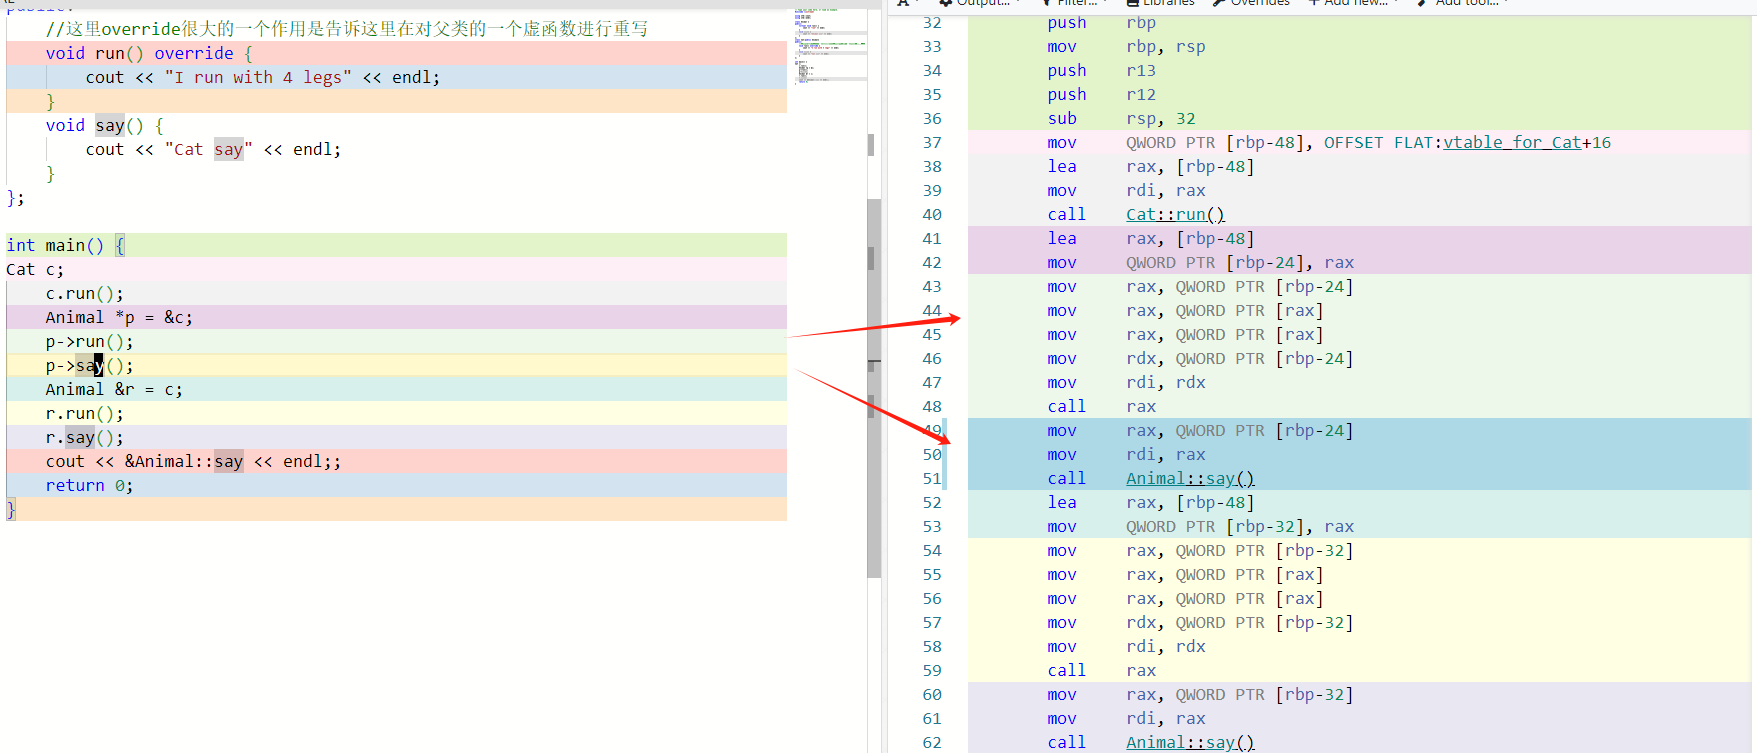 public:
//这里override很大的一个作用是告诉这里在对父类的一个虚函数进行重写
void run() override {
cout << "I run with 4 legs" << endl;
}
void say() {
cout << "Cat say" << endl;
}
};
int main() {
Cat c;
c.run();
Animal *p = &c;
p->run();
p->say();
Animal &r = c;
r.run();
r.say();
cout << &Animal::say << endl;;
return 0;
}
A Output... Filter... Libraries Overrides + Add new... Add tool...
32 push rbp
33 mov rbp, rsp
34 push r13
35 push r12
36 sub rsp, 32
37 mov QWORD PTR [rbp-48], OFFSET FLAT:vtable_for_Cat+16
38 lea rax, [rbp-48]
39 mov rdi, rax
40 call Cat::run()
41 lea rax, [rbp-48]
42 mov QWORD PTR [rbp-24], rax
43 mov rax, QWORD PTR [rbp-24]
44 mov rax, QWORD PTR [rax]
45 mov rax, QWORD PTR [rax]
46 mov rdx, QWORD PTR [rbp-24]
47 mov rdi, rdx
48 call rax
49 mov rax, QWORD PTR [rbp-24]
50 mov rdi, rax
51 call Animal::say()
52 lea rax, [rbp-48]
53 mov QWORD PTR [rbp-32], rax
54 mov rax, QWORD PTR [rbp-32]
55 mov rax, QWORD PTR [rax]
56 mov rax, QWORD PTR [rax]
57 mov rdx, QWORD PTR [rbp-32]
58 mov rdi, rdx
59 call rax
60 mov rax, QWORD PTR [rbp-32]
61 mov rdi, rax
62 call Animal::say()